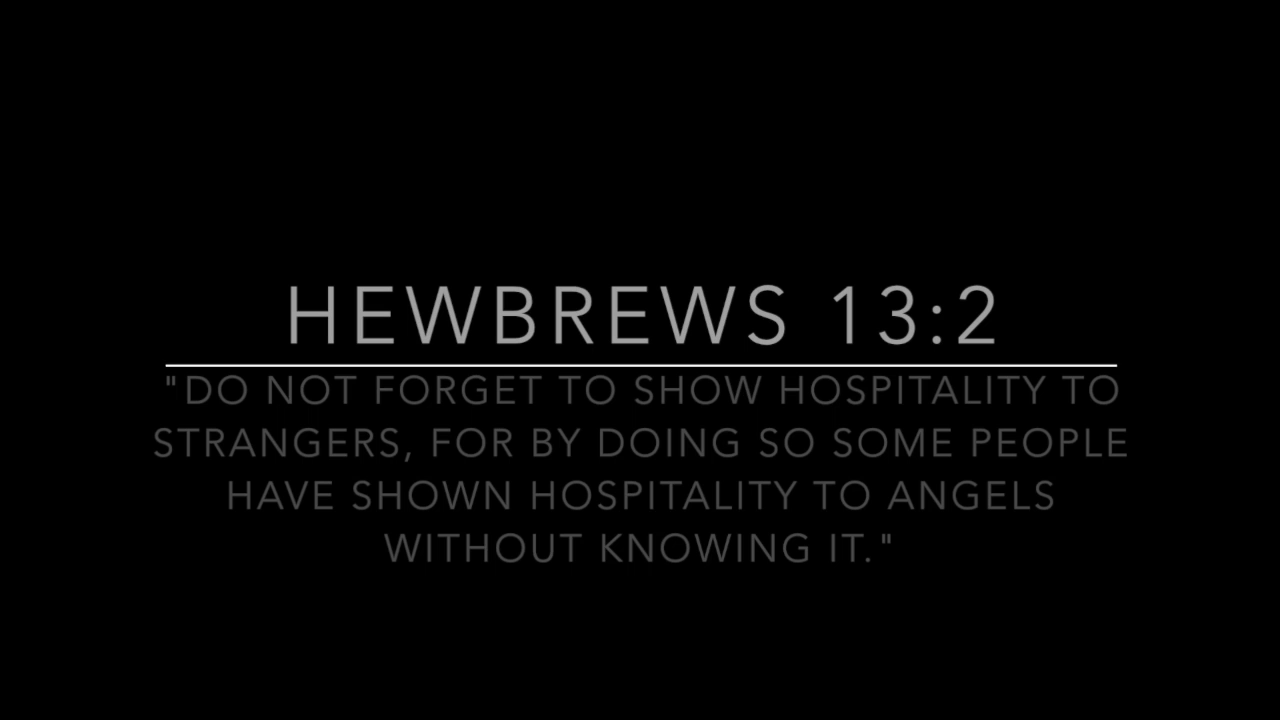 HEWBREWS 13:2
"DO NOT FORGET TO SHOW HOSPITALITY TO
STRANGERS, FOR BY DOING SO SOME PEOPLE
HAVE SHOWN HOSPITALITY TO ANGELS
WITHOUT KNOWING IT."